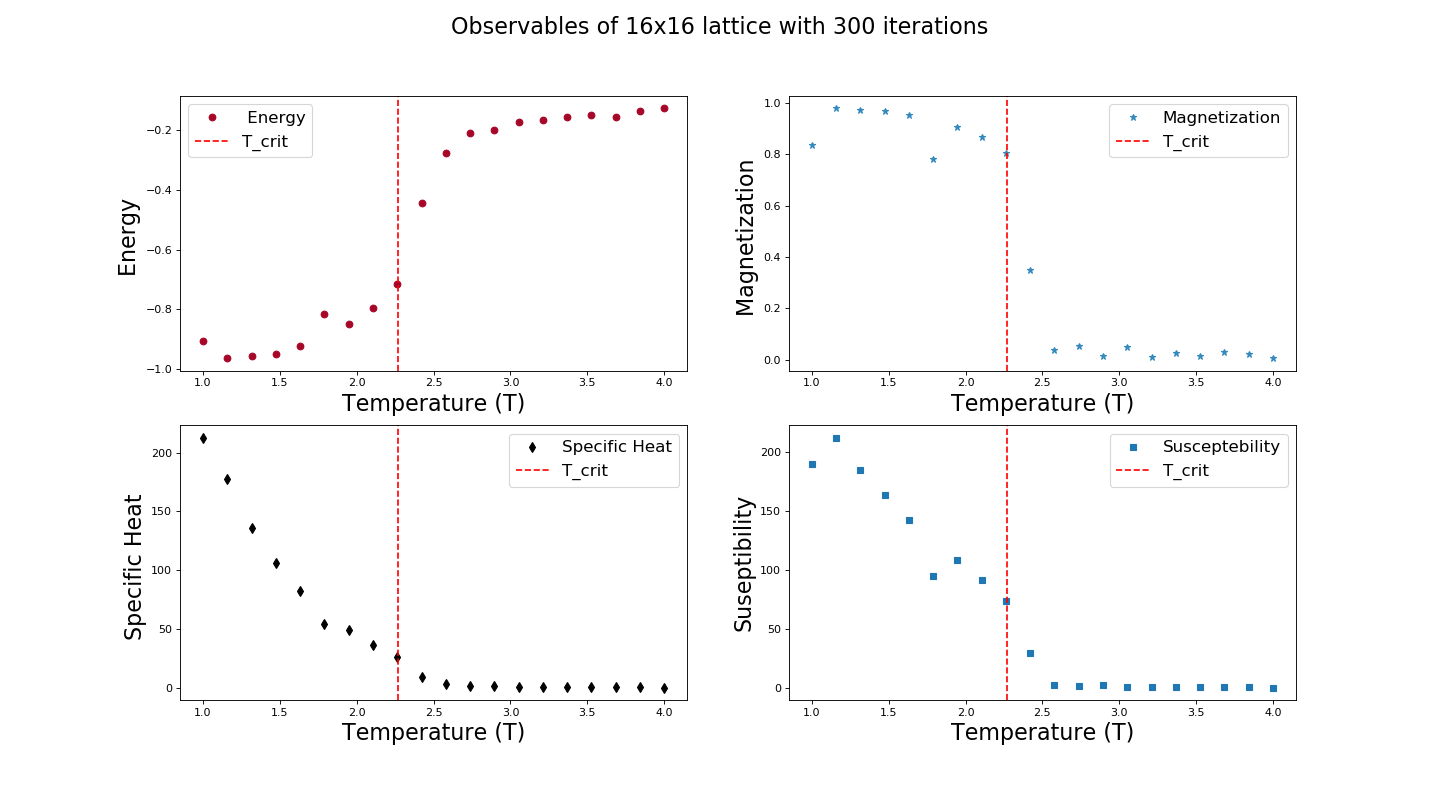 Observables of 16x16 lattice with 300 iterations
Energy
T_crit
Energy
−0.2
−0.4
−0.6
−0.8
−1.0
1.0 1.5 2.0 2.5 3.0 3.5 4.0
Temperature (T)
Magnetization
T_crit
Magnetization
1.0
0.8
0.6
0.4
0.2
0.0
1.0 1.5 2.0 2.5 3.0 3.5 4.0
Temperature (T)
Specific Heat
T_crit
Specific Heat
200
150
100
50
0
1.0 1.5 2.0 2.5 3.0 3.5 4.0
Temperature (T)
Susceptebility
T_crit
Suseptibility
200
150
100
50
0
1.0 1.5 2.0 2.5 3.0 3.5 4.0
Temperature (T)